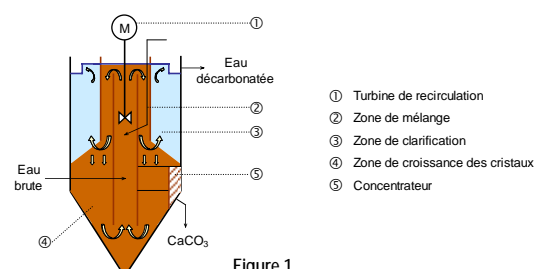 M
①
Eau
décarbonatée
②
③
Eau
brute
⑤
④
CaCO₃
① Turbine de recirculation
② Zone de mélange
③ Zone de clarification
④ Zone de croissance des cristaux
⑤ Concentrateur
Figure 1